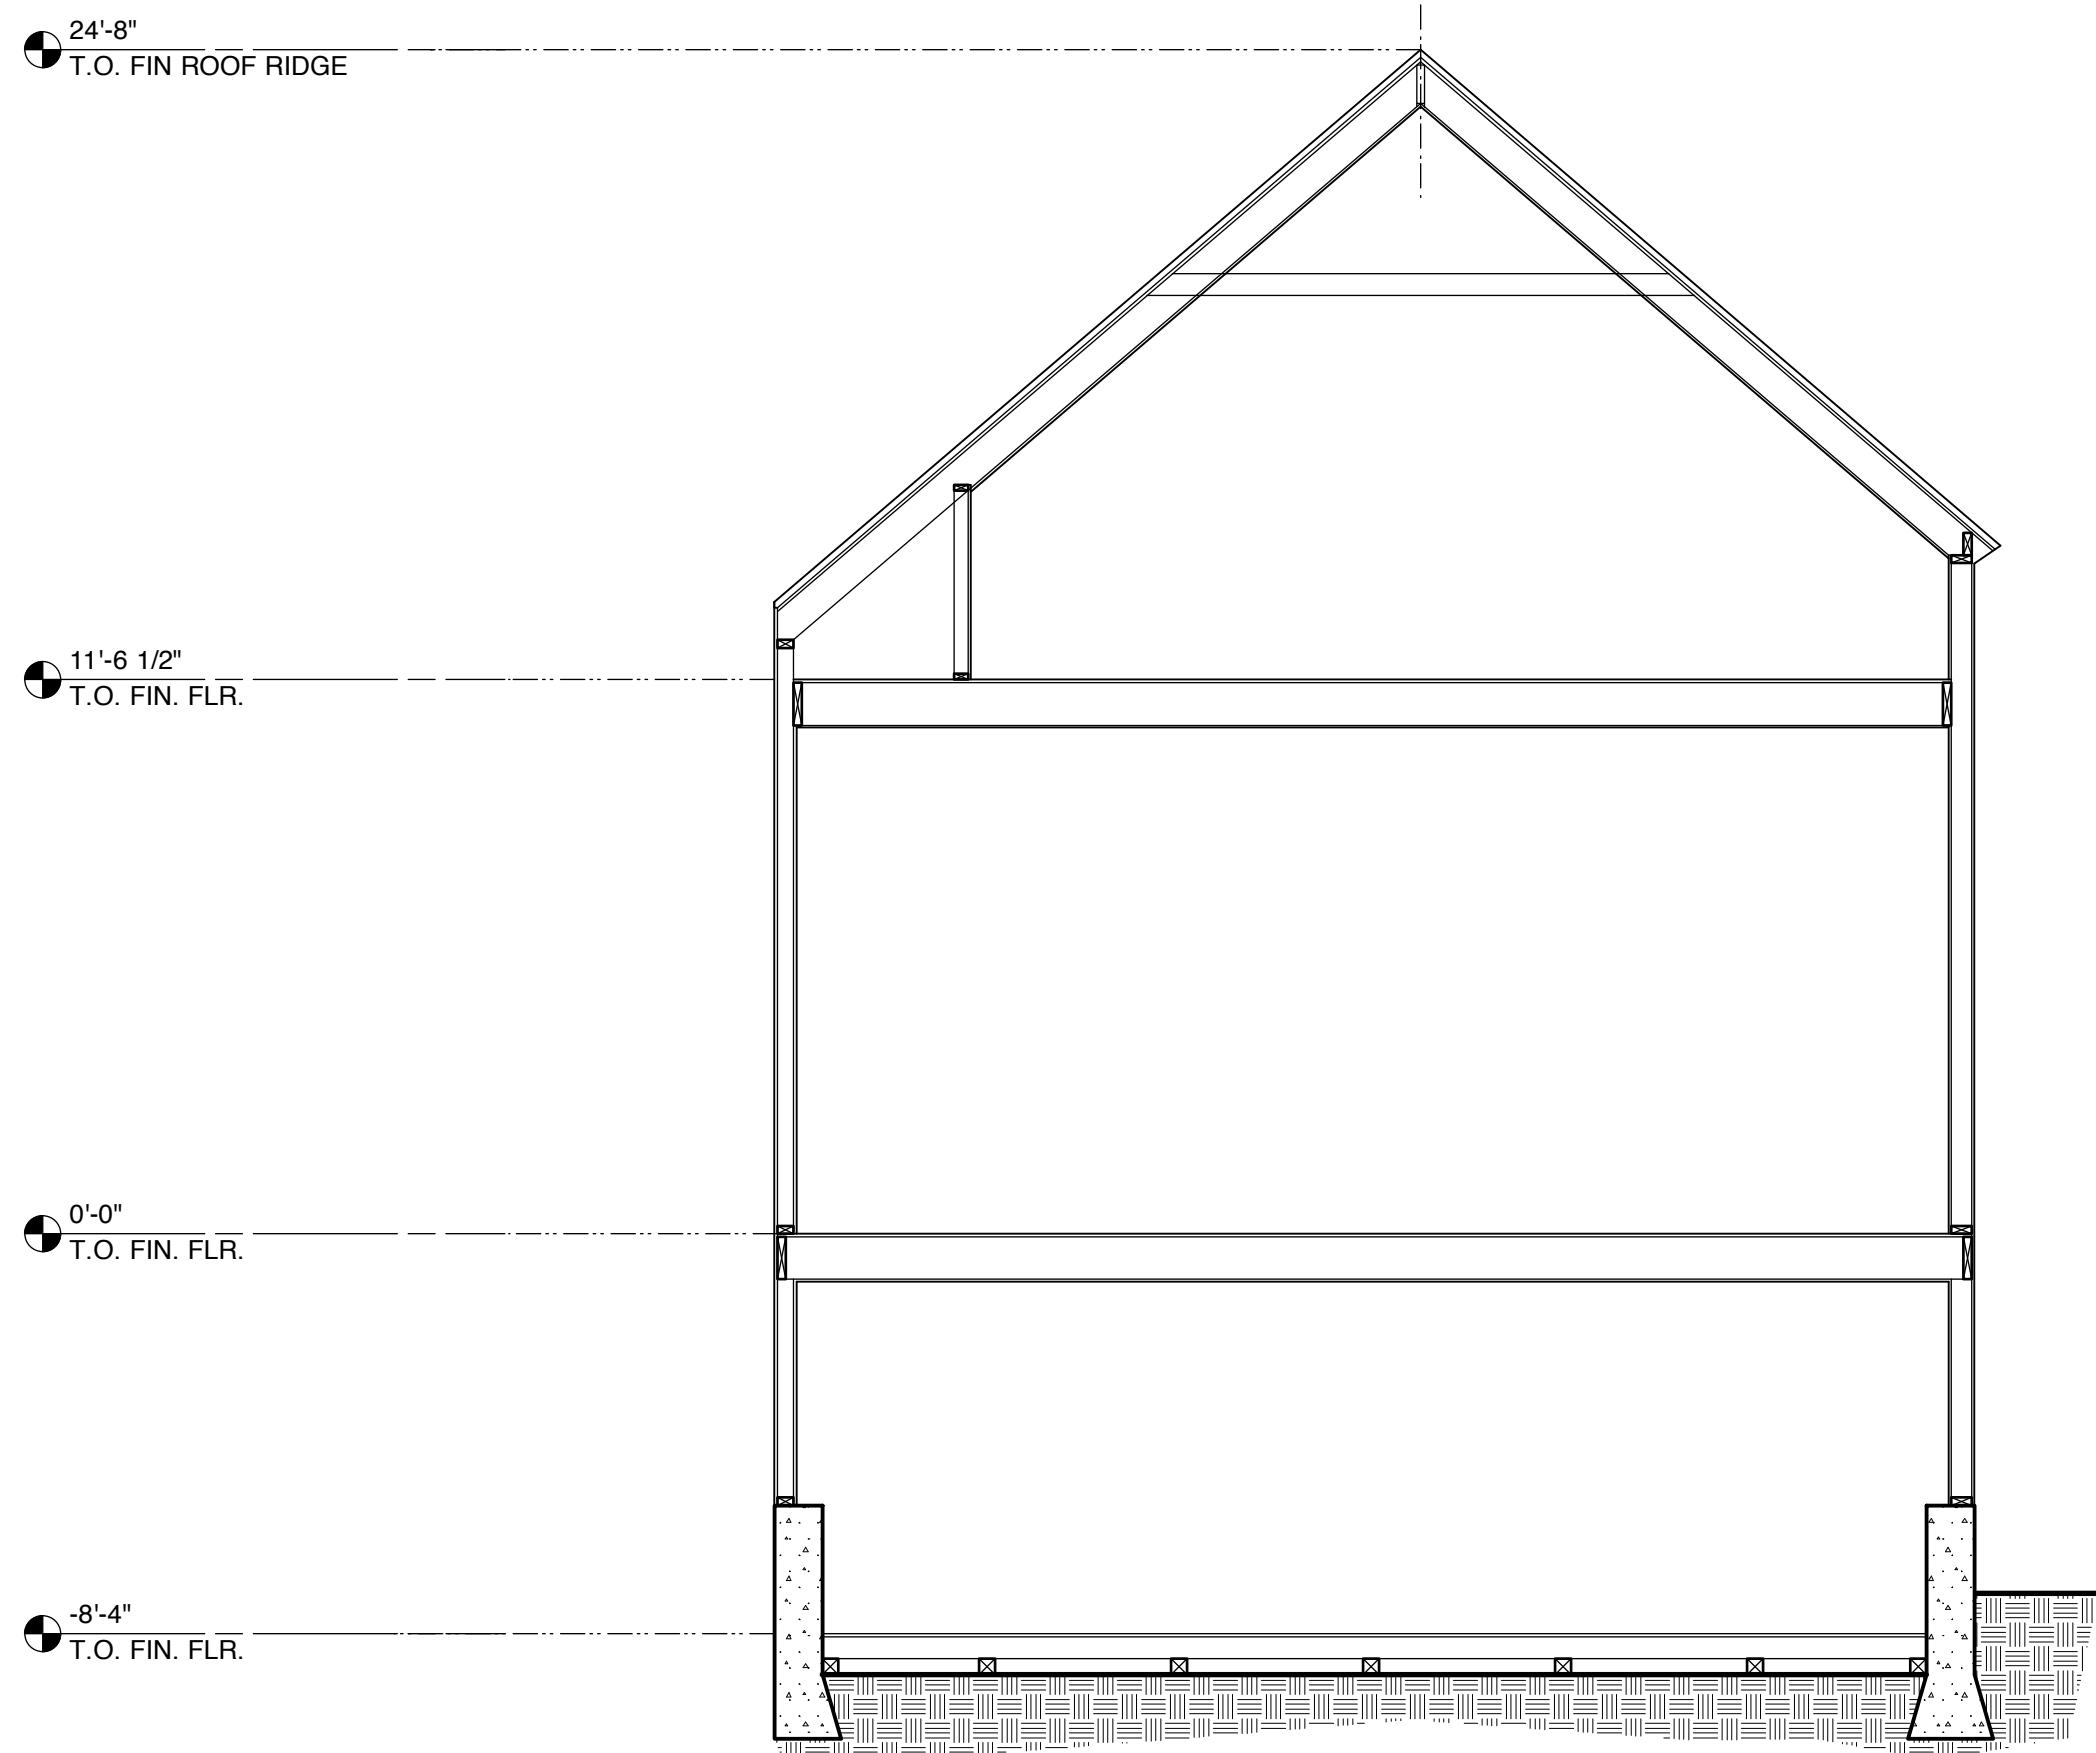 24'-8"
T.O. FIN ROOF RIDGE
11'-6 1/2"
T.O. FIN. FLR.
0'-0"
T.O. FIN. FLR.
-8'-4"
T.O. FIN. FLR.